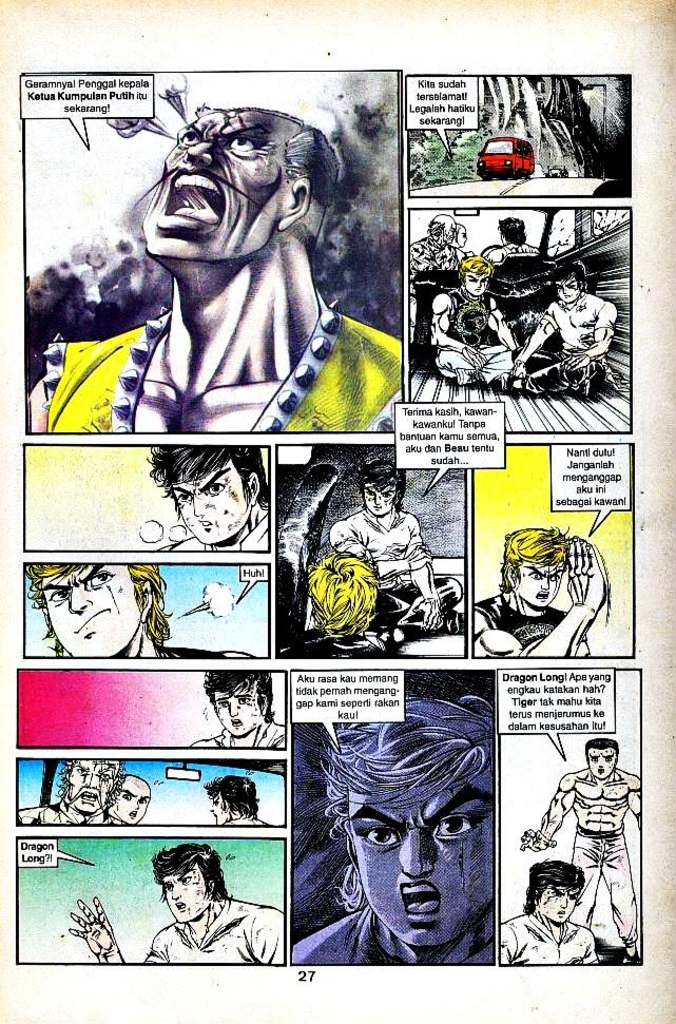 Geramnya! Penggal kepala
Ketua Kumpulan Putih itu
sekarang!
Kita sudah
terselamat!
Legalah hatiku
sekarang!
Terima kasih, kawan-
kawanku! Tanpa
bantuan kamu semua,
aku dan Beau tentu
sudah...
Nanti dulu!
Janganlah
menganggap
aku ini
sebagai kawan!
Huh!
Aku rasa kau memang
tidak pernah mengang-
gap kami seperti rakan
kau!
Dragon Long! Apa yang
engkau katakan hah?
Tiger tak mahu kita
terus menjerumus ke
dalam kesusahan itu!
Dragon
Long?!
27